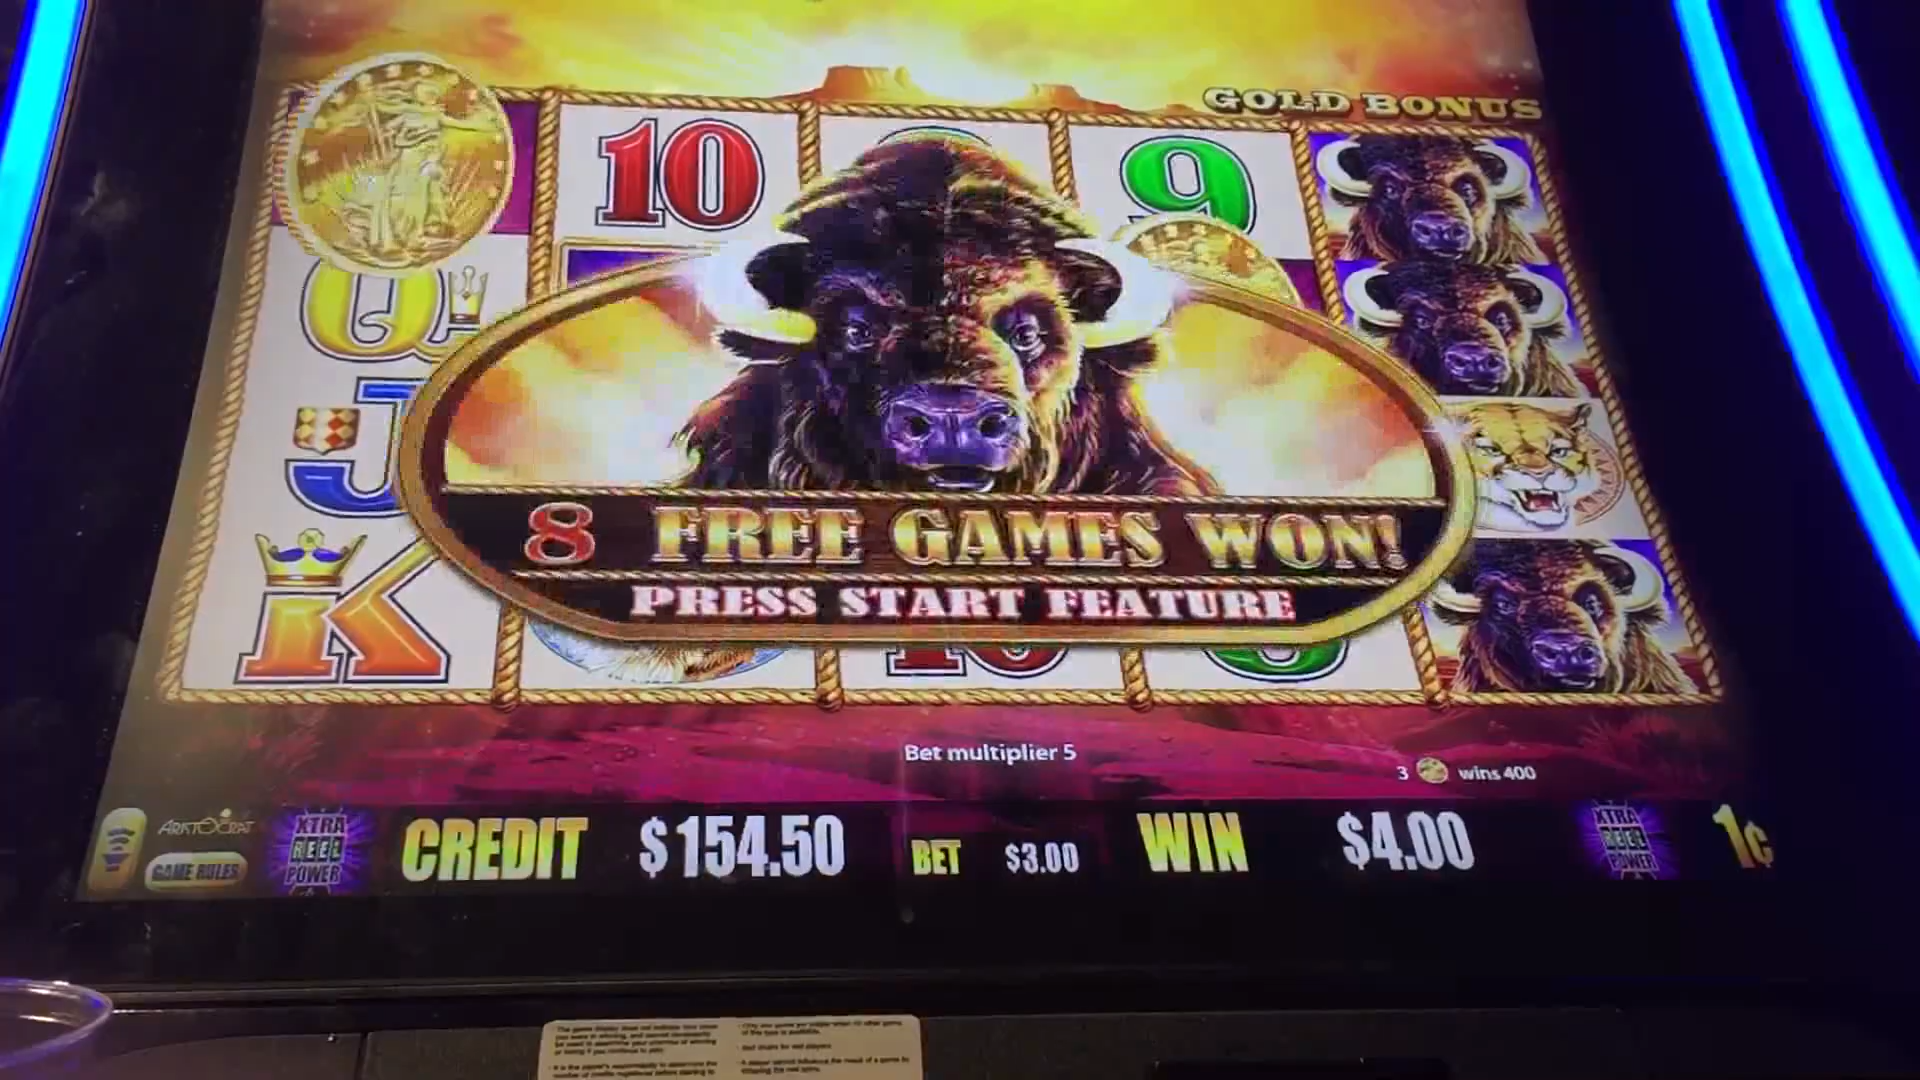 GOLD BONUS
10
9
Q
J
K
8 FREE GAMES WON!
PRESS START FEATURE
10
Bet multiplier 5
3 wins 400
ARISTOCRAT
GAME RULES
XTRA
REEL
POWER
CREDIT $154.50
BET $3.00
WIN $4.00
XTRA
REEL
POWER
1¢